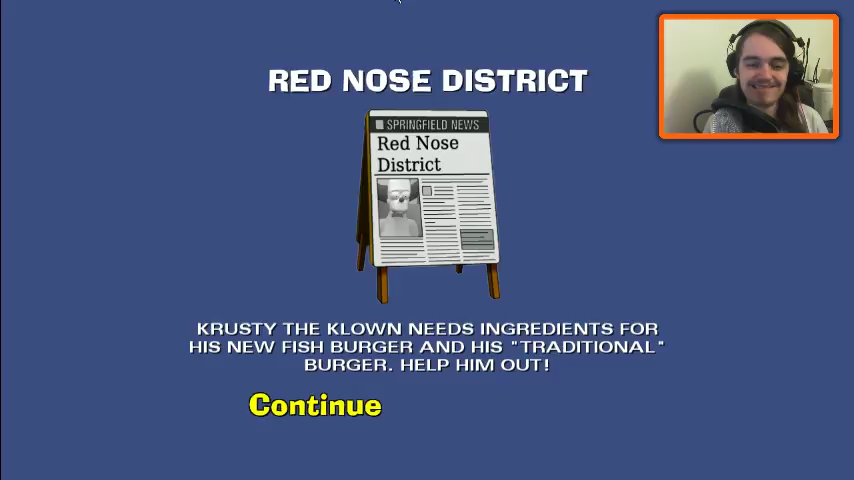 RED NOSE DISTRICT
SPRINGFIELD NEWS
Red Nose
District
KRUSTY THE KLOWN NEEDS INGREDIENTS FOR
HIS NEW FISH BURGER AND HIS "TRADITIONAL"
BURGER. HELP HIM OUT!
Continue